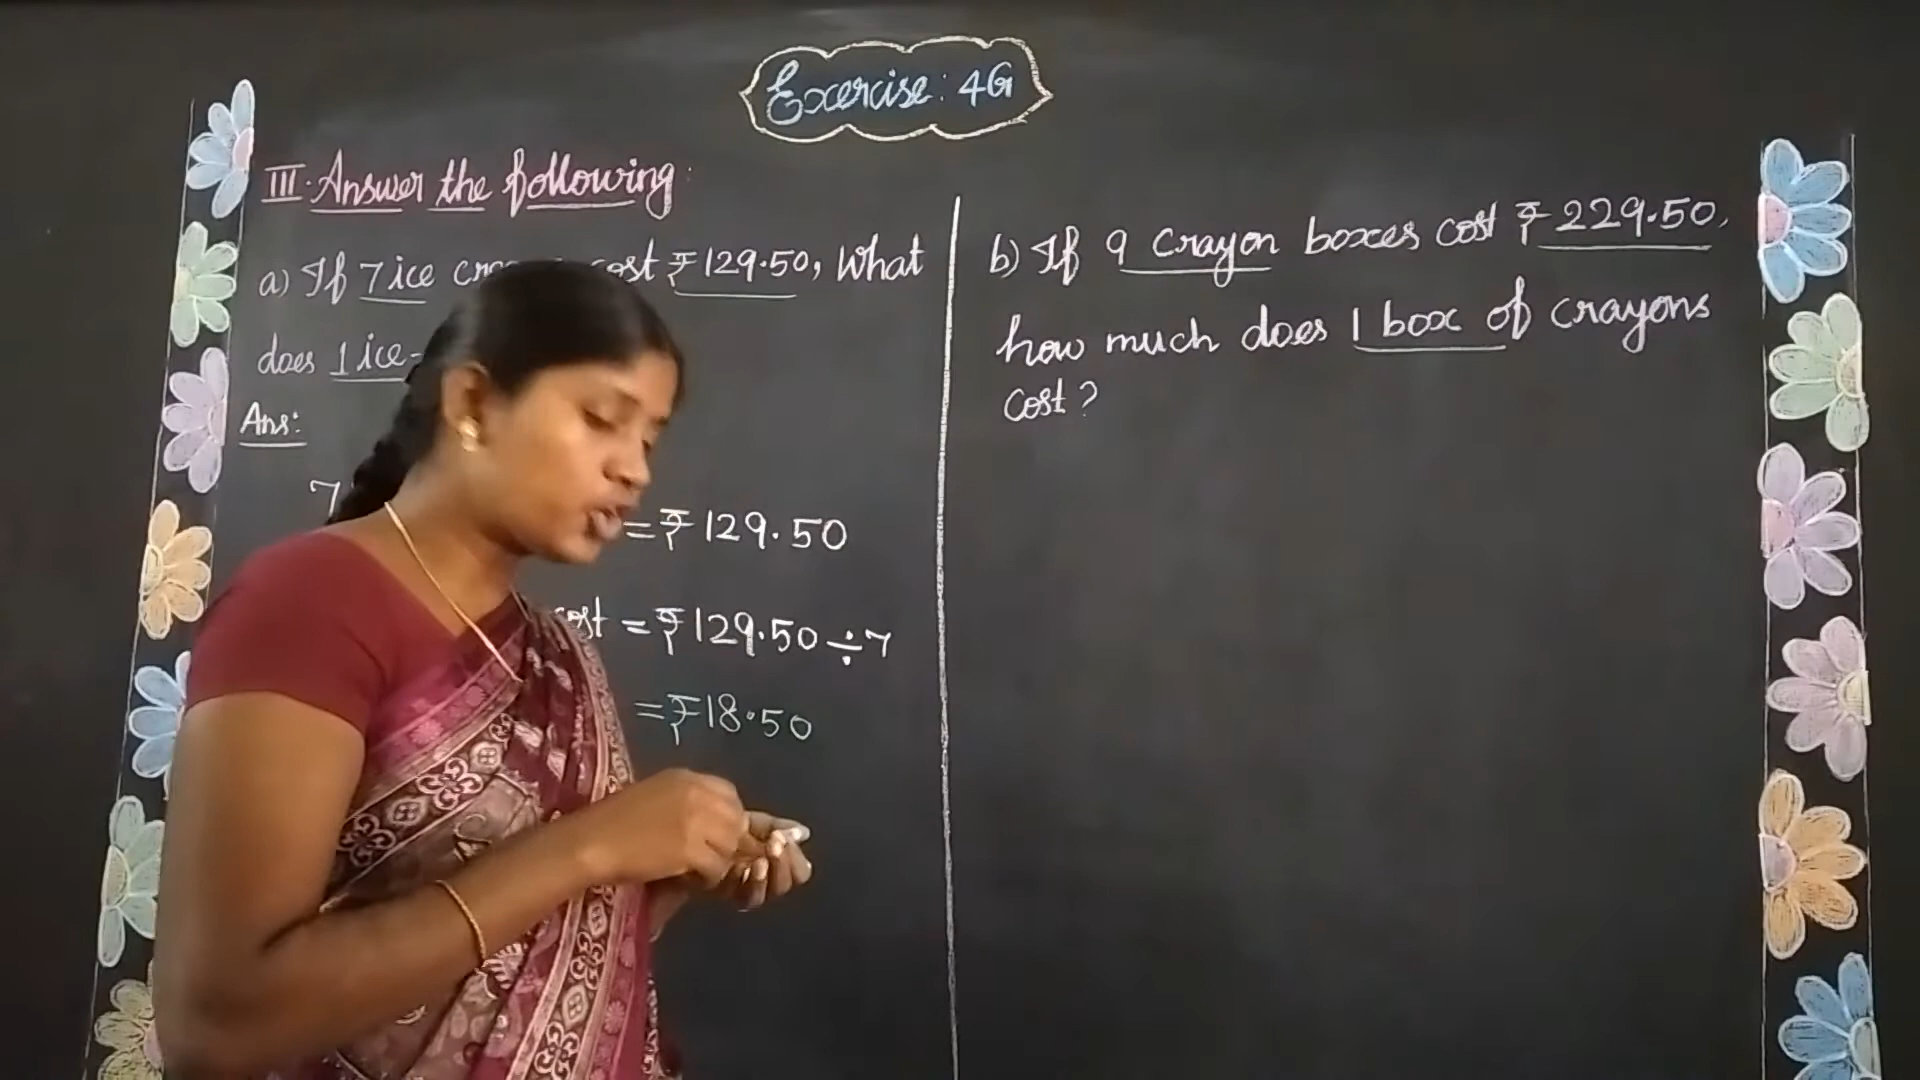 Exercise: 4G
III. Answer the following:
a) If 7 ice cost ₹129.50, What
does 1 ice-
Ans:
7 = ₹129.50
cost = ₹129.50 ÷ 7
= ₹18.50
b) If 9 crayon boxes cost ₹229.50,
how much does 1 box of crayons
cost?